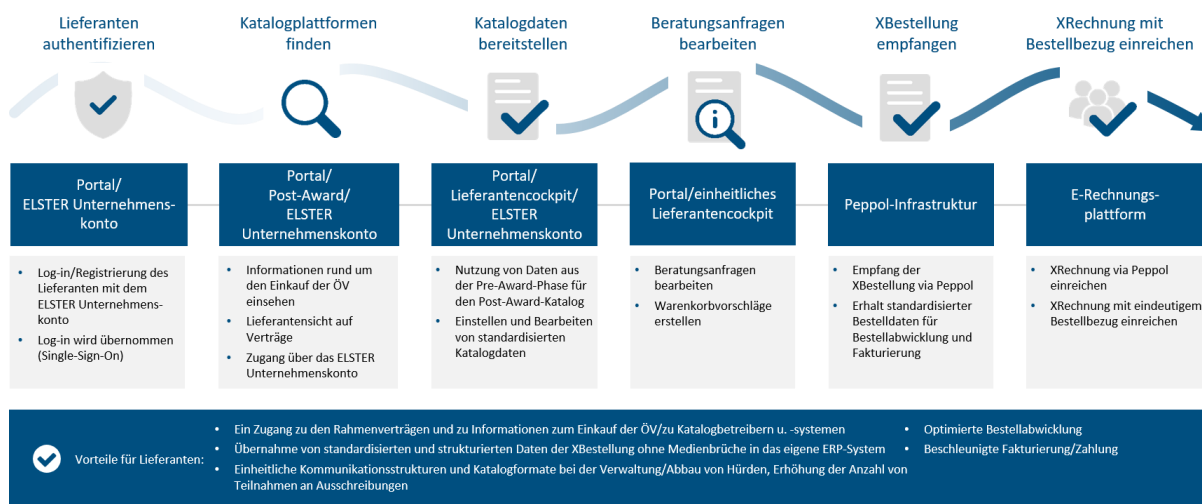 Lieferanten
authentifizieren
Katalogplattformen
finden
Katalogdaten
bereitstellen
Beratungsanfragen
bearbeiten
XBestellung
empfangen
XRechnung mit
Bestellbezug einreichen
Portal/
ELSTER Unternehmens-
konto
Portal/
Post-Award/
ELSTER
Unternehmenskonto
Portal/
Lieferantencockpit/
ELSTER
Unternehmenskonto
Portal/einheitliches
Lieferantencockpit
Peppol-Infrastruktur
E-Rechnungs-
plattform
• Log-in/Registrierung des
Lieferanten mit dem
ELSTER Unternehmens-
konto
• Log-in wird übernommen
(Single-Sign-On)
• Informationen rund um
den Einkauf der ÖV
einsehen
• Lieferantensicht auf
Verträge
• Zugang über das ELSTER
Unternehmenskonto
• Nutzung von Daten aus
der Pre-Award-Phase für
den Post-Award-Katalog
• Einstellen und Bearbeiten
von standardisierten
Katalogdaten
• Beratungsanfragen
bearbeiten
• Warenkorbvorschläge
erstellen
• Empfang der
XBestellung via Peppol
• Erhalt standardisierter
Bestelldaten für
Bestellabwicklung und
Fakturierung
• XRechnung via Peppol
einreichen
• XRechnung mit eindeutigem
Bestellbezug einreichen
Vorteile für Lieferanten:
• Ein Zugang zu den Rahmenverträgen und zu Informationen zum Einkauf der ÖV/zu Katalogbetreibern u. -systemen
• Übernahme von standardisierten und strukturierten Daten der XBestellung ohne Medienbrüche in das eigene ERP-System
• Einheitliche Kommunikationsstrukturen und Katalogformate bei der Verwaltung/Abbau von Hürden, Erhöhung der Anzahl von
Teilnahmen an Ausschreibungen
• Optimierte Bestellabwicklung
• Beschleunigte Fakturierung/Zahlung